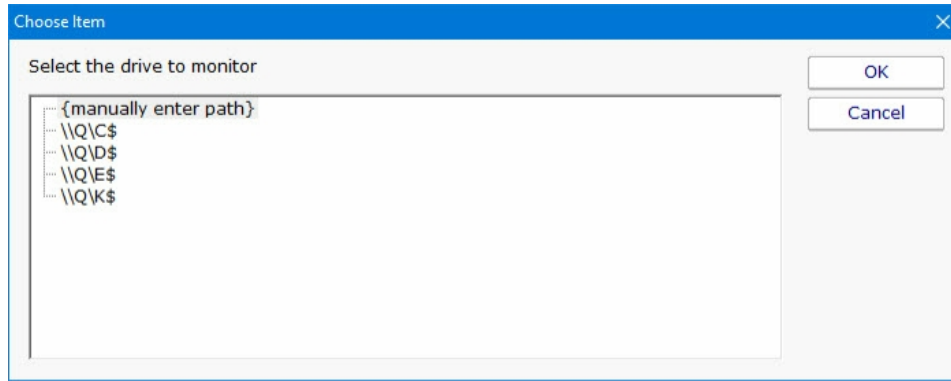 Choose Item
Select the drive to monitor
OK
{manually enter path}
Cancel
\\Q\C$
\\Q\D$
\\Q\E$
\\Q\K$